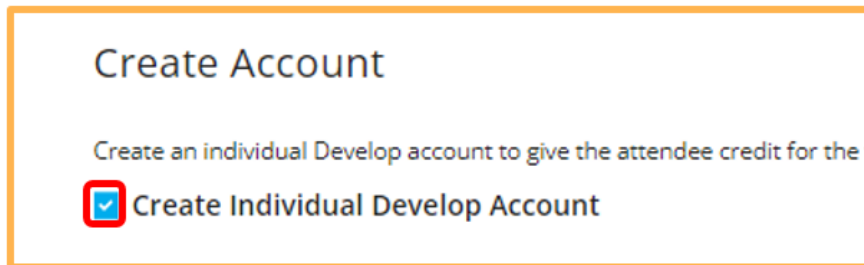 Create Account
Create an individual Develop account to give the attendee credit for the
Create Individual Develop Account